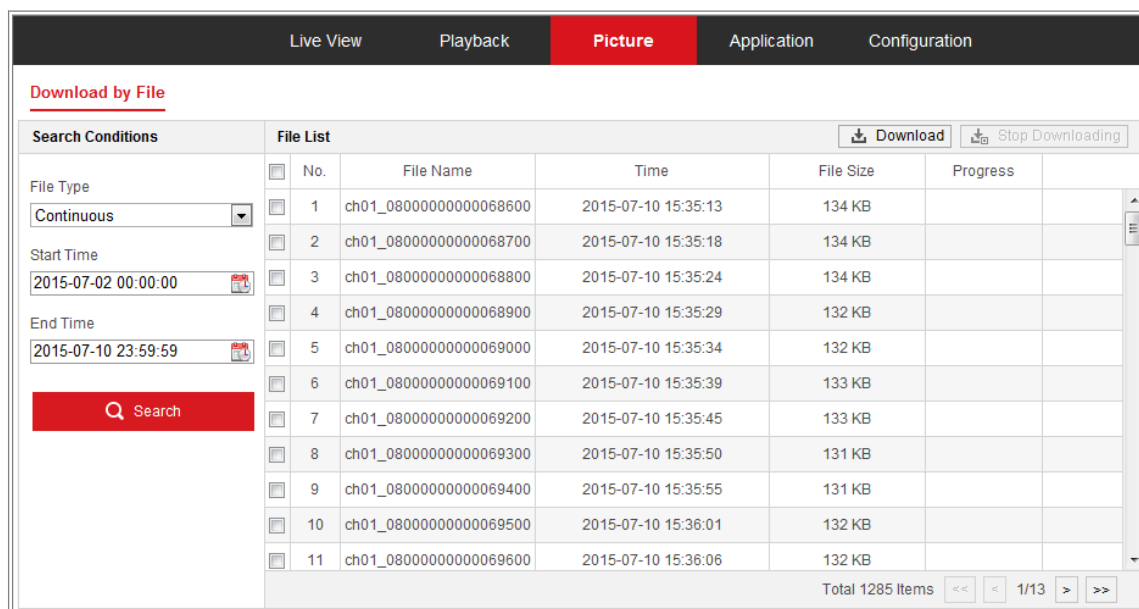 Live View Playback Picture Application Configuration
Download by File
Search Conditions
File Type
Continuous
Start Time
2015-07-02 00:00:00
End Time
2015-07-10 23:59:59
Search
File List Download Stop Downloading
No. File Name Time File Size Progress
1 ch01_08000000000068600 2015-07-10 15:35:13 134 KB
2 ch01_08000000000068700 2015-07-10 15:35:18 134 KB
3 ch01_08000000000068800 2015-07-10 15:35:24 134 KB
4 ch01_08000000000068900 2015-07-10 15:35:29 132 KB
5 ch01_08000000000069000 2015-07-10 15:35:34 132 KB
6 ch01_08000000000069100 2015-07-10 15:35:39 133 KB
7 ch01_08000000000069200 2015-07-10 15:35:45 133 KB
8 ch01_08000000000069300 2015-07-10 15:35:50 131 KB
9 ch01_08000000000069400 2015-07-10 15:35:55 131 KB
10 ch01_08000000000069500 2015-07-10 15:36:01 132 KB
11 ch01_08000000000069600 2015-07-10 15:36:06 132 KB
Total 1285 Items << < 1/13 > >>